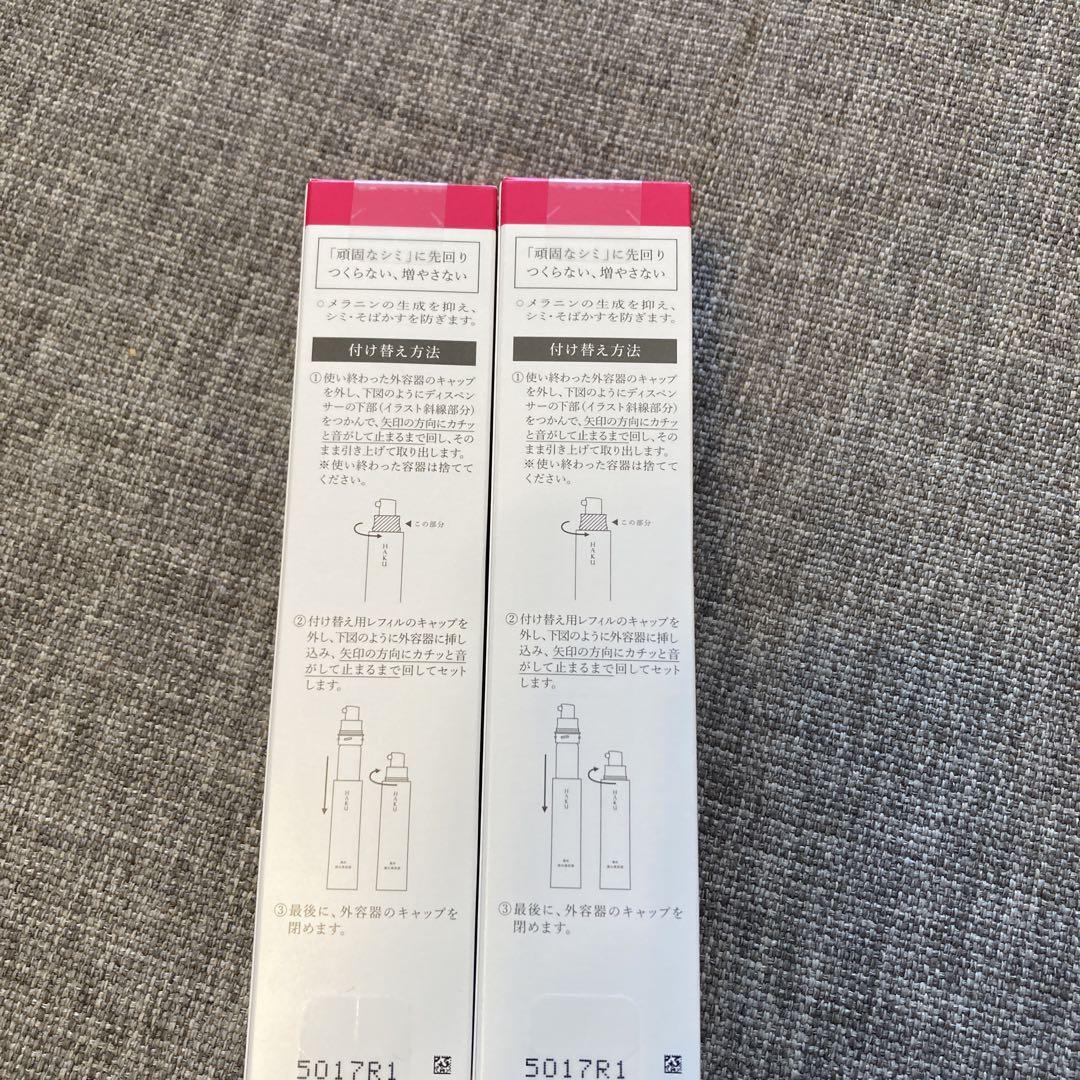 「頑固なシミ」に先回り
つくらない、増やさない
○メラニンの生成を抑え、
シミ・そばかすを防ぎます。
付け替え方法
①使い終わった外容器のキャップ
を外し、下図のようにディスペン
サーの下部(イラスト斜線部分)
をつかんで、矢印の方向にカチッ
と音がして止まるまで回し、その
まま引き上げて取り出します。
※使い終わった容器は捨てて
ください。
◀この部分
HAKU
②付け替え用レフィルのキャップを
外し、下図のように外容器に挿し
込み、矢印の方向にカチッと音
がして止まるまで回してセット
します。
HAKU
HAKU
③最後に、外容器のキャップを
閉めます。
5017R1
「頑固なシミ」に先回り
つくらない、増やさない
○メラニンの生成を抑え、
シミ・そばかすを防ぎます。
付け替え方法
①使い終わった外容器のキャップ
を外し、下図のようにディスペン
サーの下部(イラスト斜線部分)
をつかんで、矢印の方向にカチッ
と音がして止まるまで回し、その
まま引き上げて取り出します。
※使い終わった容器は捨てて
ください。
◀この部分
HAKU
②付け替え用レフィルのキャップを
外し、下図のように外容器に挿し
込み、矢印の方向にカチッと音
がして止まるまで回してセット
します。
HAKU
HAKU
③最後に、外容器のキャップを
閉めます。
5017R1